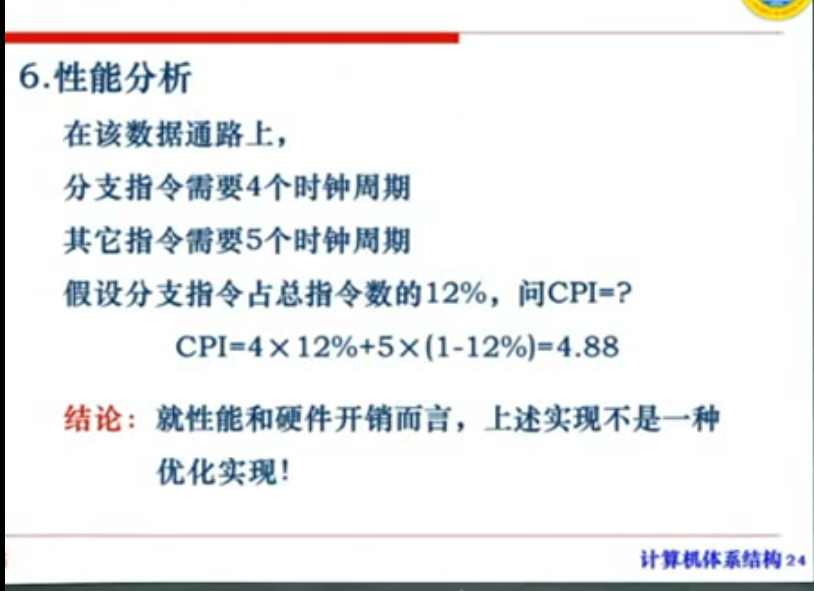 6.性能分析
在该数据通路上，
分支指令需要4个时钟周期
其它指令需要5个时钟周期
假设分支指令占总指令数的12%，问CPI=?
CPI=4×12%+5×(1-12%)=4.88
结论：就性能和硬件开销而言，上述实现不是一种
优化实现！
计算机体系结构 24